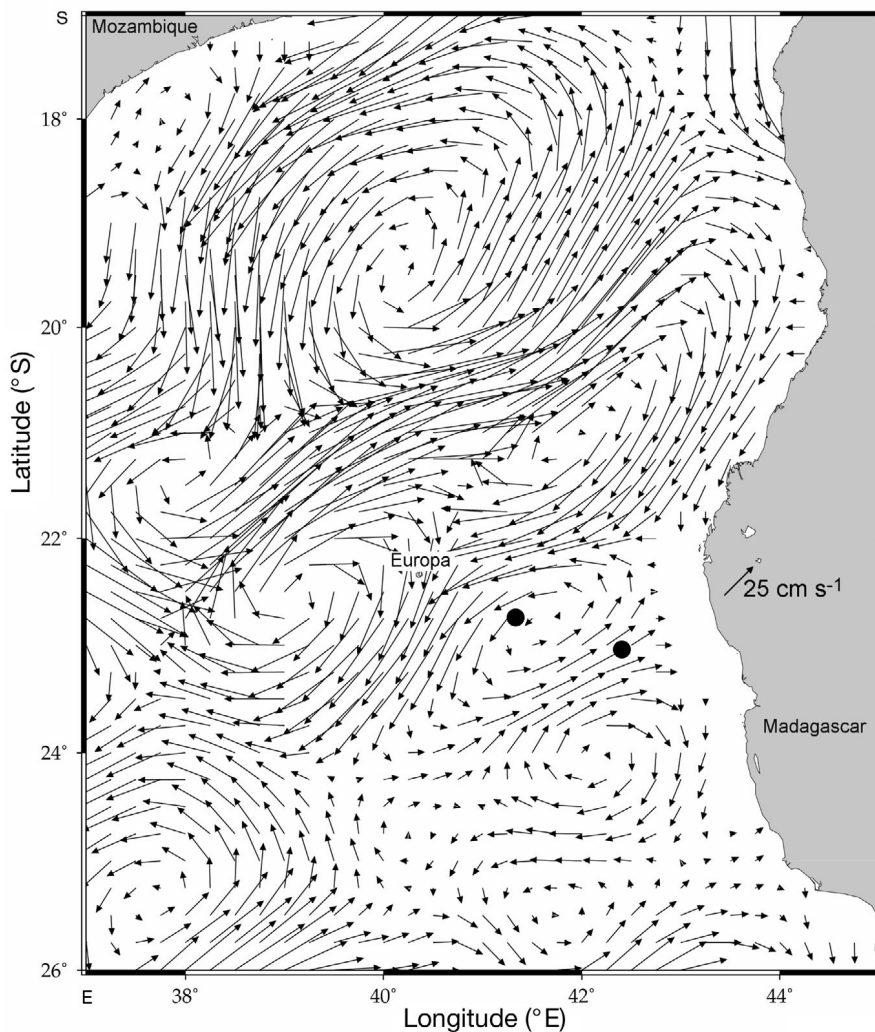 S
Mozambique
18°
20°
22°
24°
26°
Latitude (°S)
Europa
25 cm s-1
Madagascar
E
38°
40°
42°
44°
Longitude (°E)